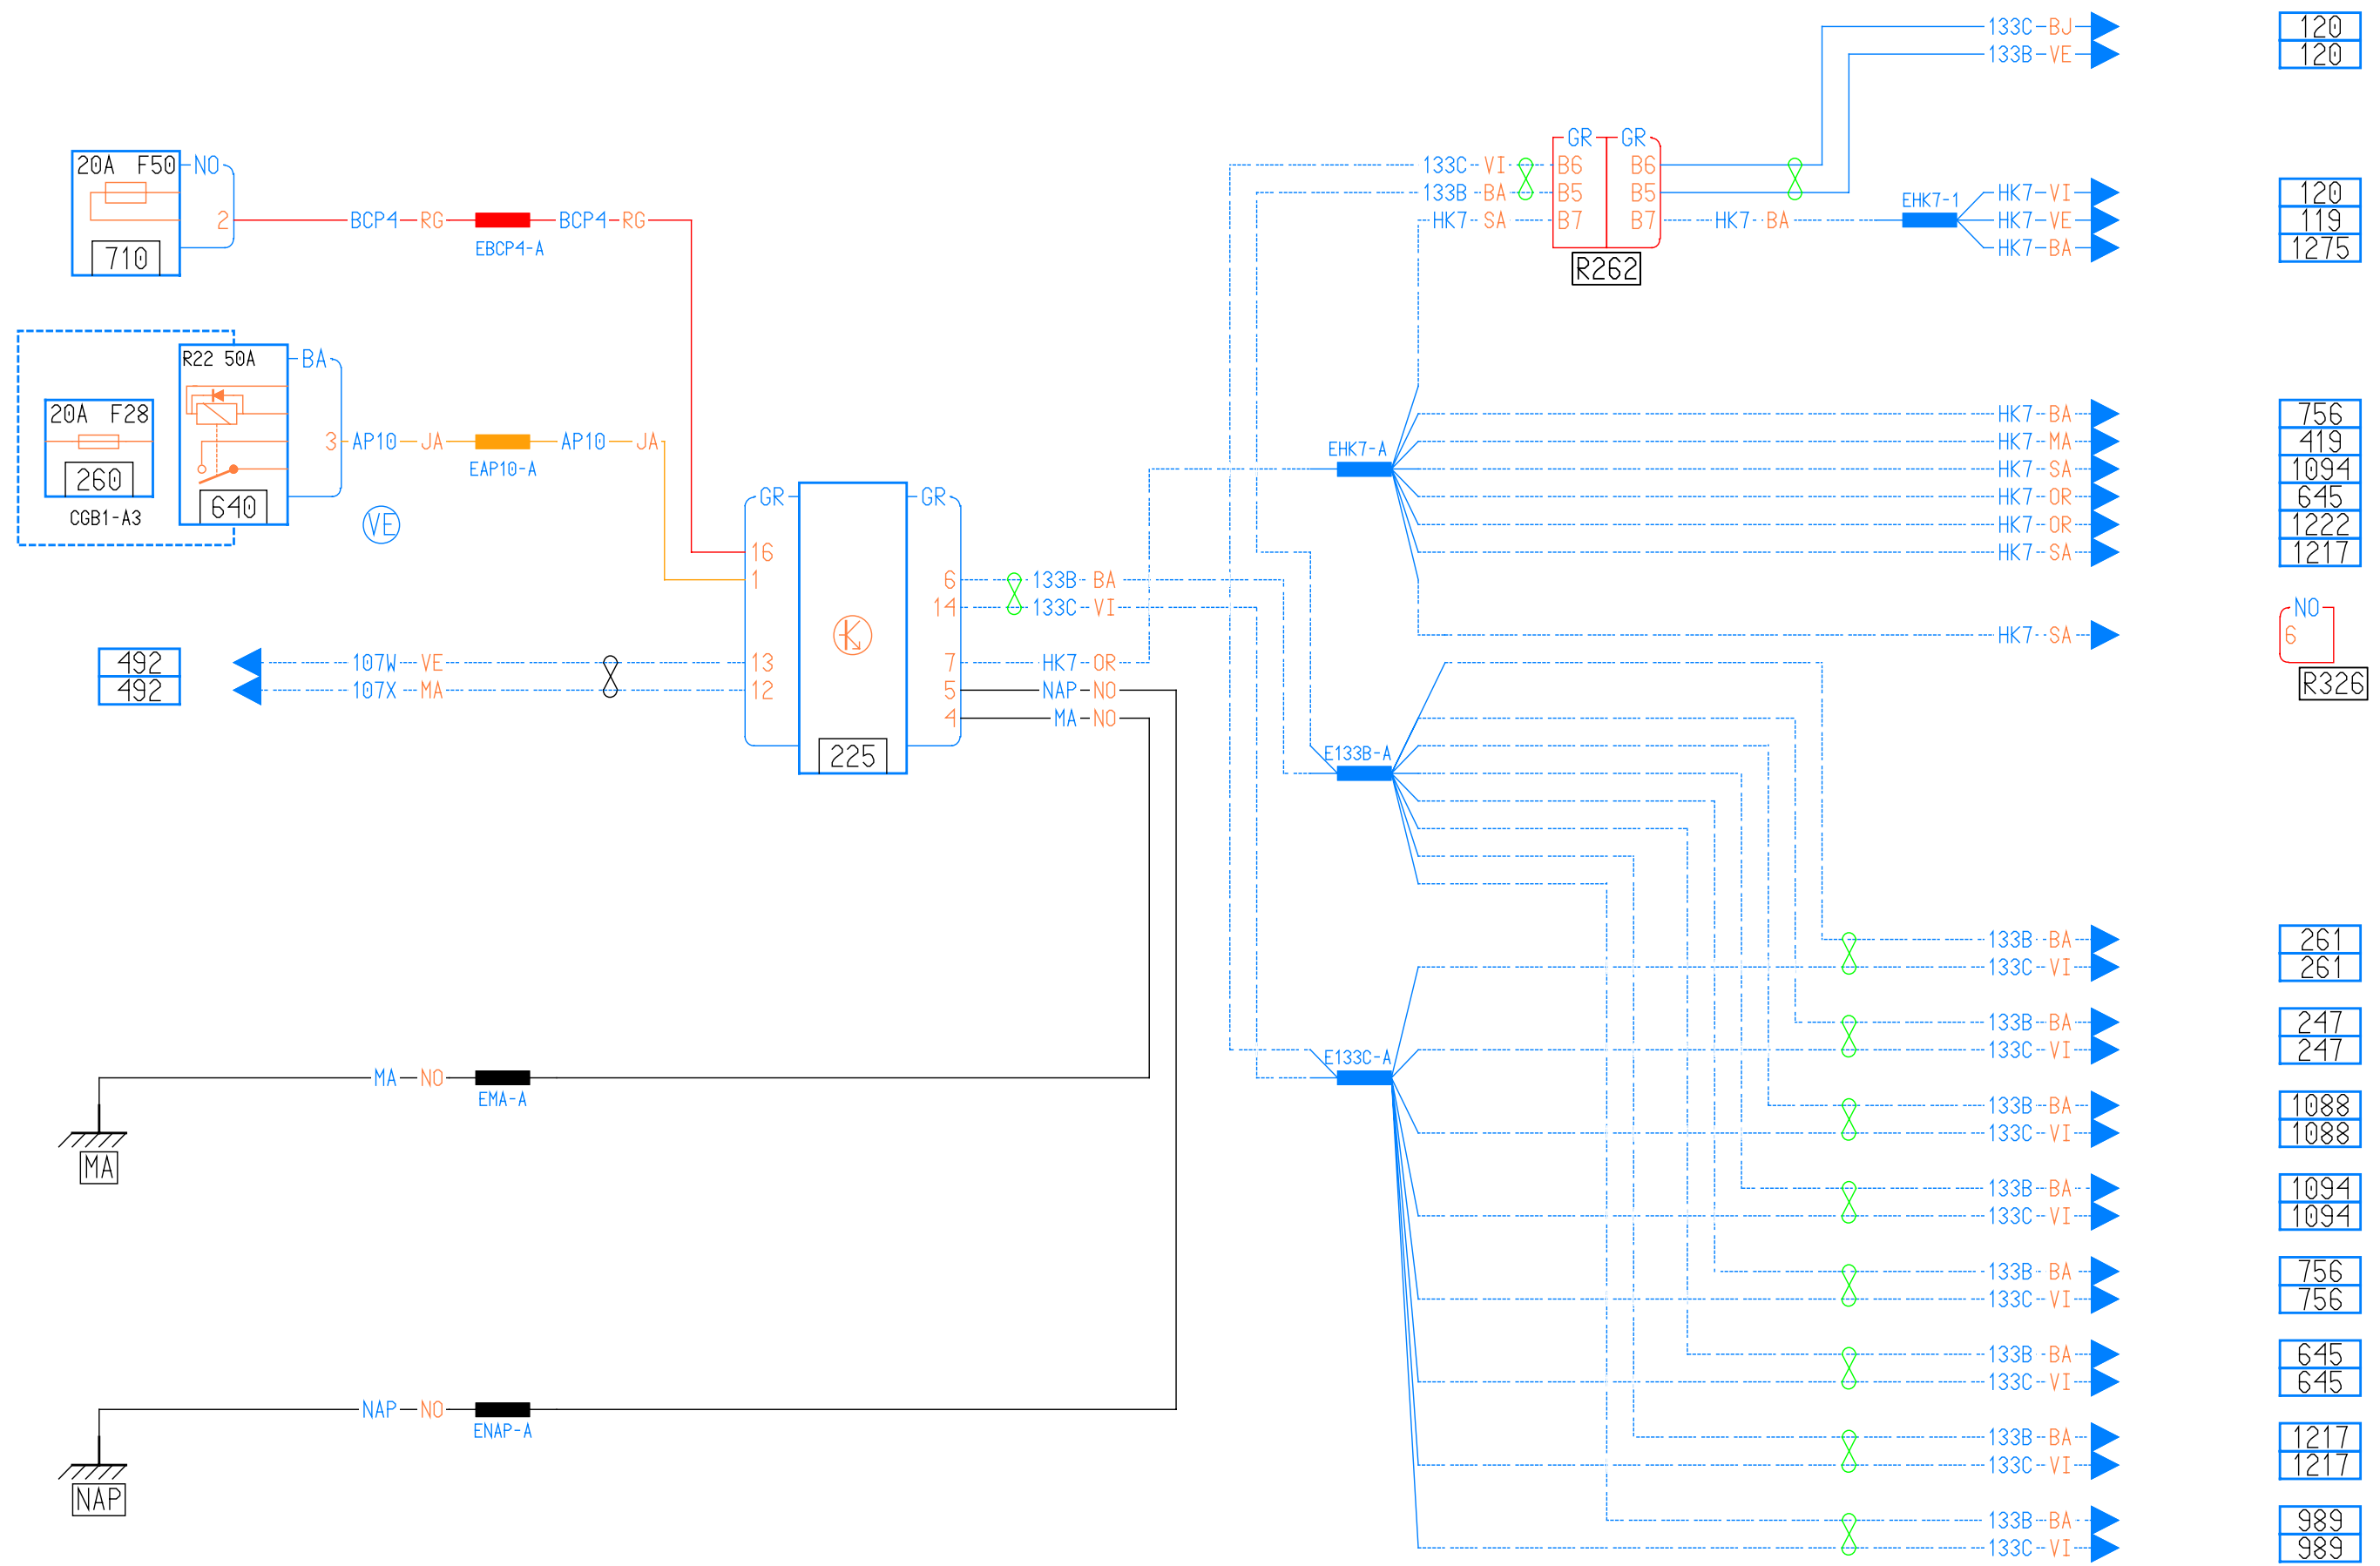 133C BJ 120
133B VE 120
20A F50 NO
2 BCP4 RG BCP4 RG
EBCP4-A
710
GR GR
133C VI B6 B6
133B BA B5 B5 HK7 VI 120
HK7 SA B7 B7 HK7 BA EHK7-1 HK7 VE 119
HK7 BA 1275
R262
R22 50A BA
20A F28
3 AP10 JA AP10 JA
EAP10-A
260
640
CGB1-A3
VE
EHK7-A
HK7 BA 756
HK7 MA 419
HK7 SA 1094
HK7 OR 645
HK7 OR 1222
HK7 SA 1217
GR GR
16
1
6 133B BA
14 133C VI
K
HK7 SA NO
6
R326
492 107W VE 13 7 HK7 OR
492 107X MA 12 5 NAP NO
4 MA NO
225
E133B-A
133B BA 261
133C VI 261
133B BA 247
133C VI 247
E133C-A
MA NO
EMA-A
MA
133B BA 1088
133C VI 1088
133B BA 1094
133C VI 1094
133B BA 756
133C VI 756
133B BA 645
133C VI 645
NAP NO
ENAP-A
NAP
133B BA 1217
133C VI 1217
133B BA 989
133C VI 989